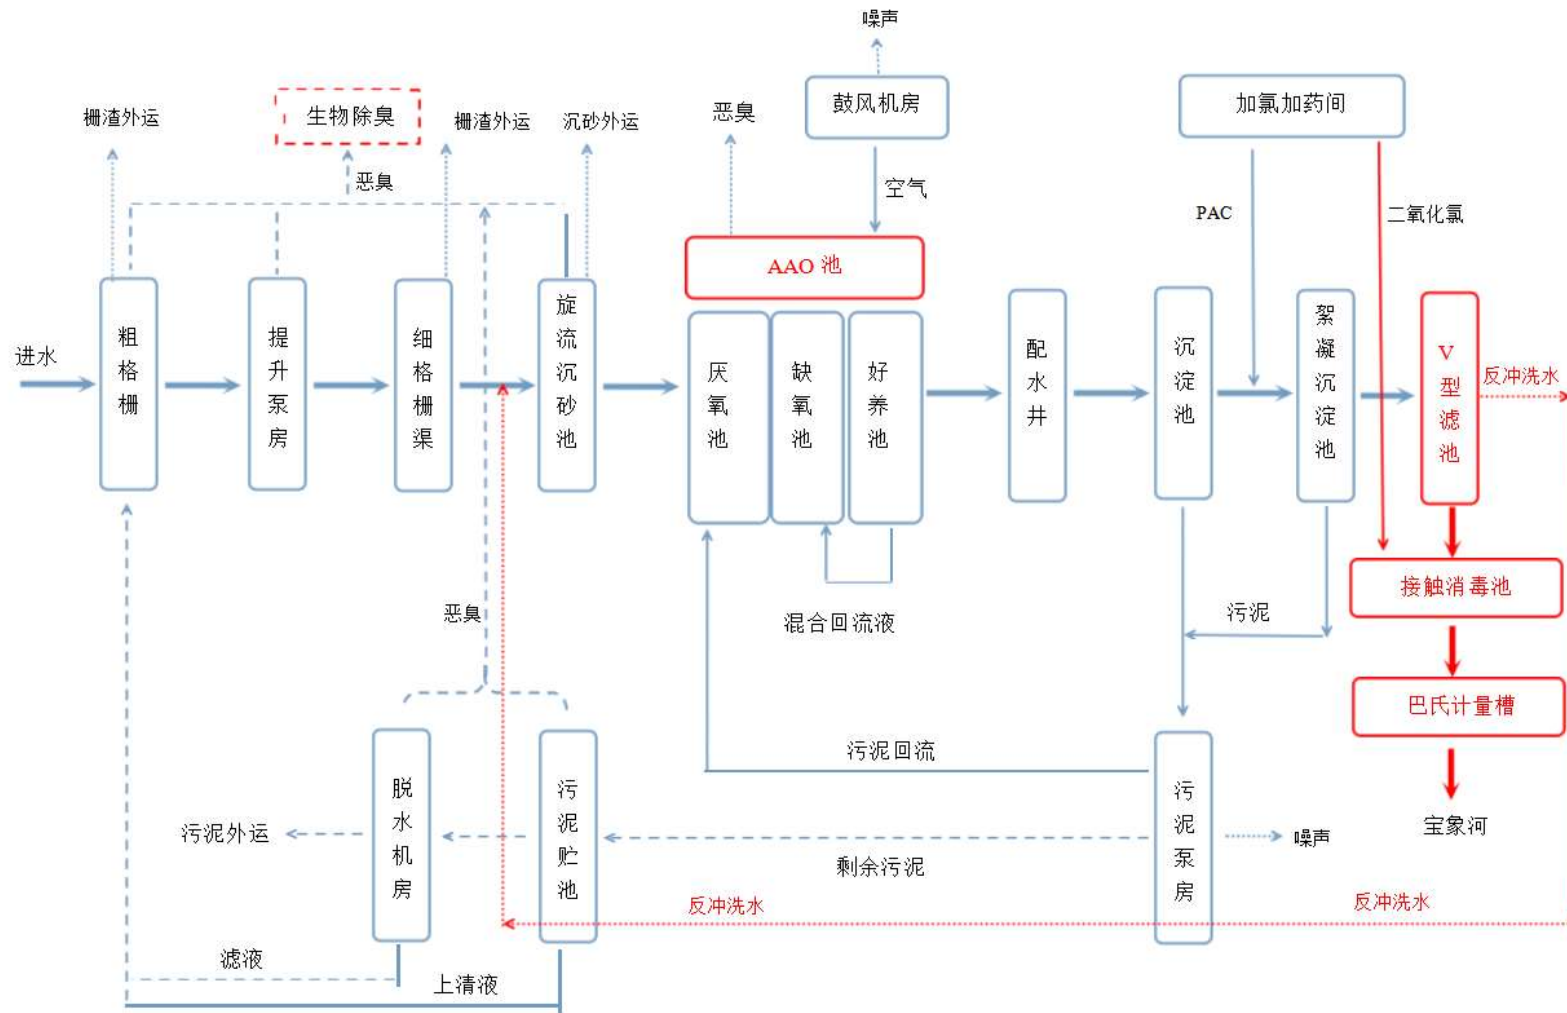 噪声
鼓风机房
加氯加药间
生物除臭
栅渣外运
栅渣外运
沉砂外运
恶臭
恶臭
空气
PAC
二氧化氯
AAO 池
进水
粗格栅
提升泵房
细格栅渠
旋流沉砂池
厌氧池
缺氧池
好养池
配水井
沉淀池
絮凝沉淀池
V型滤池
反冲洗水
接触消毒池
混合回流液
污泥
恶臭
巴氏计量槽
污泥回流
脱水机房
污泥贮池
污泥泵房
污泥外运
噪声
宝象河
剩余污泥
反冲洗水
反冲洗水
滤液
上清液